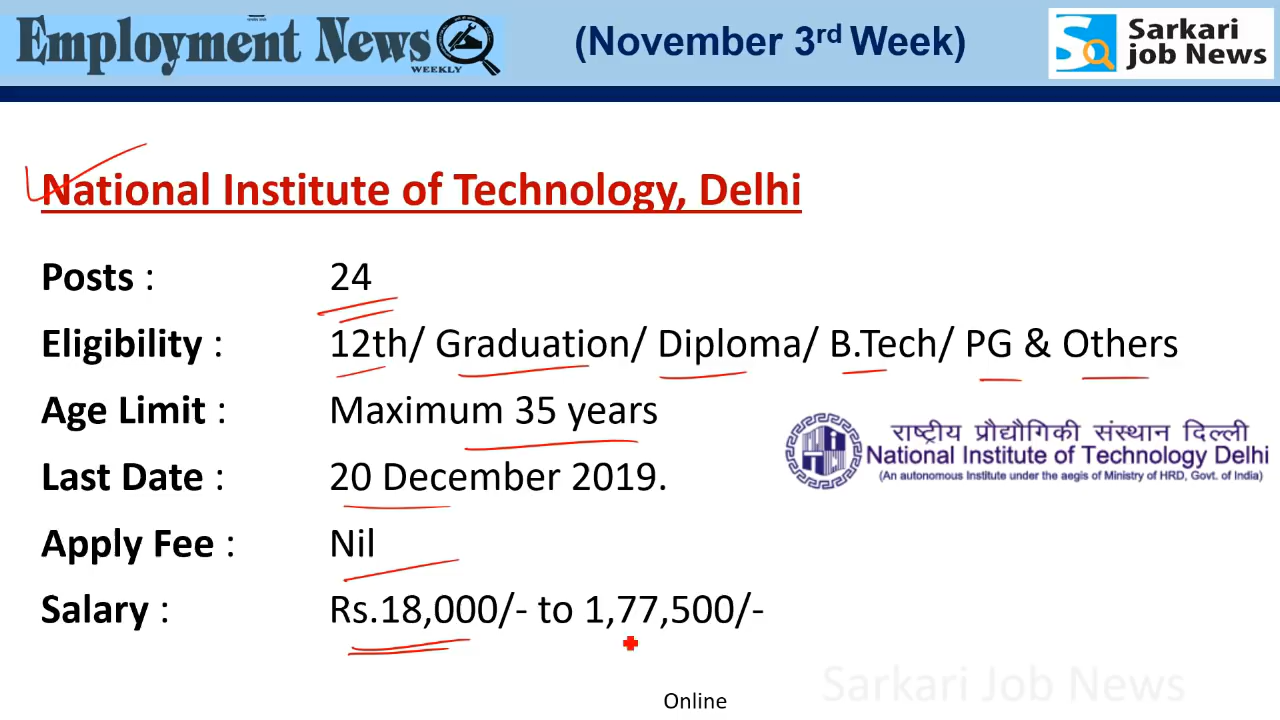 Employment News
WEEKLY
(November 3rd Week)
Sarkari
Job News
National Institute of Technology, Delhi
Posts : 24
Eligibility : 12th/ Graduation/ Diploma/ B.Tech/ PG & Others
Age Limit : Maximum 35 years
राष्ट्रीय प्रौद्योगिकी संस्थान दिल्ली
National Institute of Technology Delhi
(An autonomous Institute under the aegis of Ministry of HRD, Govt. of India)
Last Date : 20 December 2019.
Apply Fee : Nil
Salary : Rs.18,000/- to 1,77,500/-
Sarkari Job News
Online